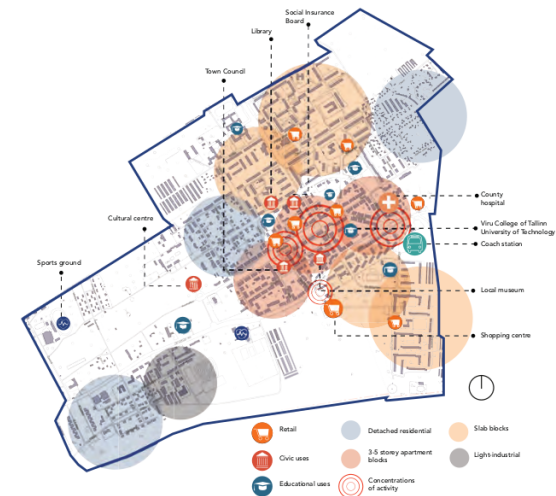 Social Insurance
Board
Library
Town Council
Cultural centre
Sports ground
County
hospital
Viru College of Tallinn
University of Technology
Coach station
Local museum
Shopping centre
Retail
Detached residential
Slab blocks
Civic uses
3-5 storey apartment
blocks
Light-industrial
Educational uses
Concentrations
of activity